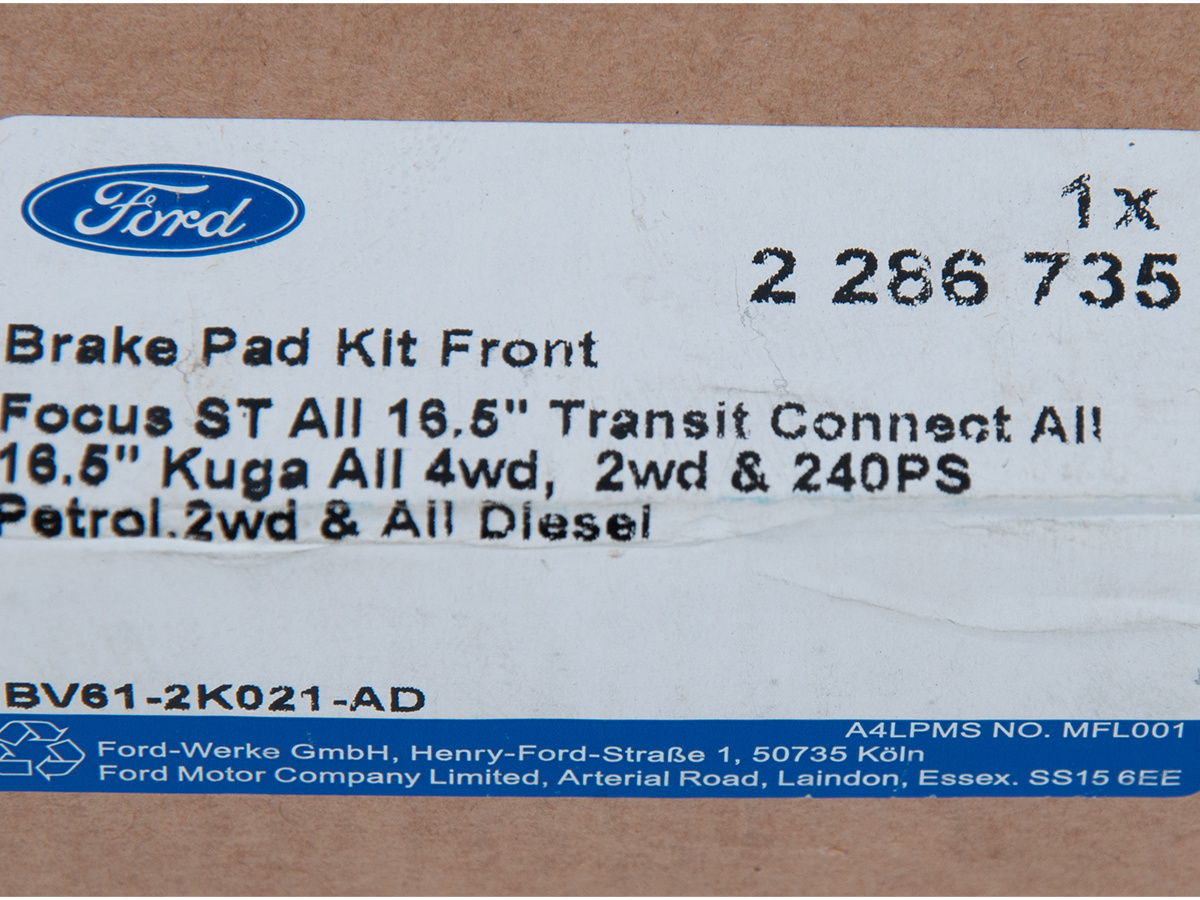 Ford
1x
2 286 735
Brake Pad Kit Front
Focus ST All 16.5" Transit Connect All
16.5" Kuga All 4wd, 2wd & 240PS
Petrol.2wd & All Diesel
BV61-2K021-AD
A4LPMS NO. MFL001
Ford-Werke GmbH, Henry-Ford-Straße 1, 50735 Köln
Ford Motor Company Limited, Arterial Road, Laindon, Essex. SS15 6EE